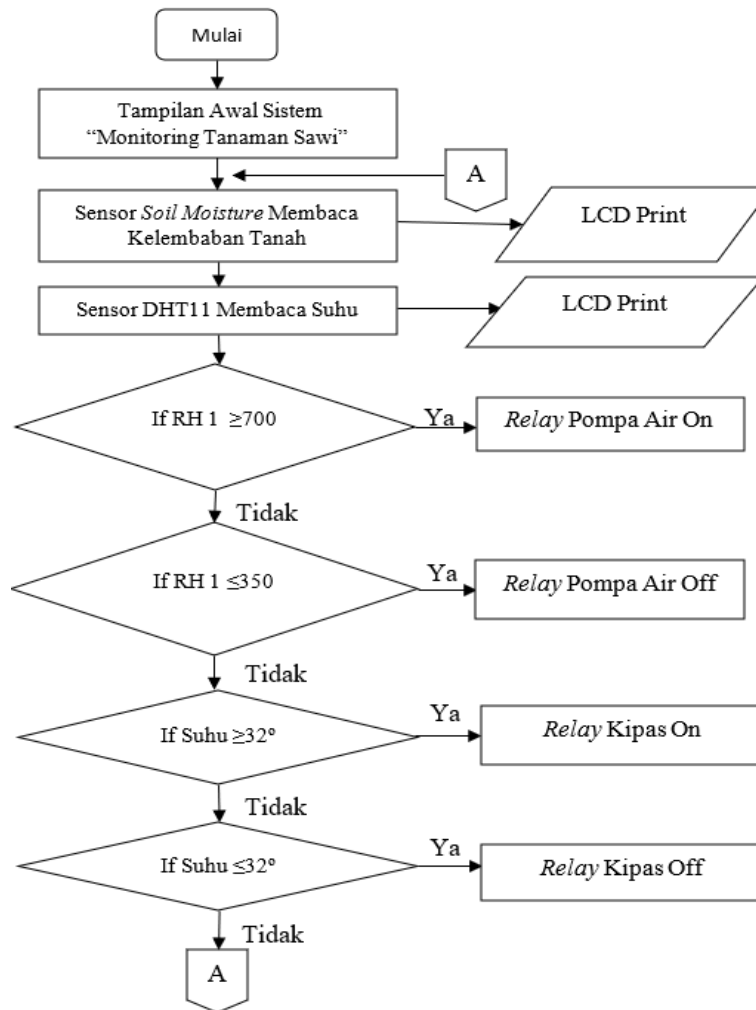 Mulai
Tampilan Awal Sistem
“Monitoring Tanaman Sawi”
A
Sensor Soil Moisture Membaca
Kelembaban Tanah
LCD Print
Sensor DHT11 Membaca Suhu
LCD Print
If RH 1 ≥700
Ya
Relay Pompa Air On
Tidak
If RH 1 ≤350
Ya
Relay Pompa Air Off
Tidak
If Suhu ≥32°
Ya
Relay Kipas On
Tidak
If Suhu ≤32°
Ya
Relay Kipas Off
Tidak
A